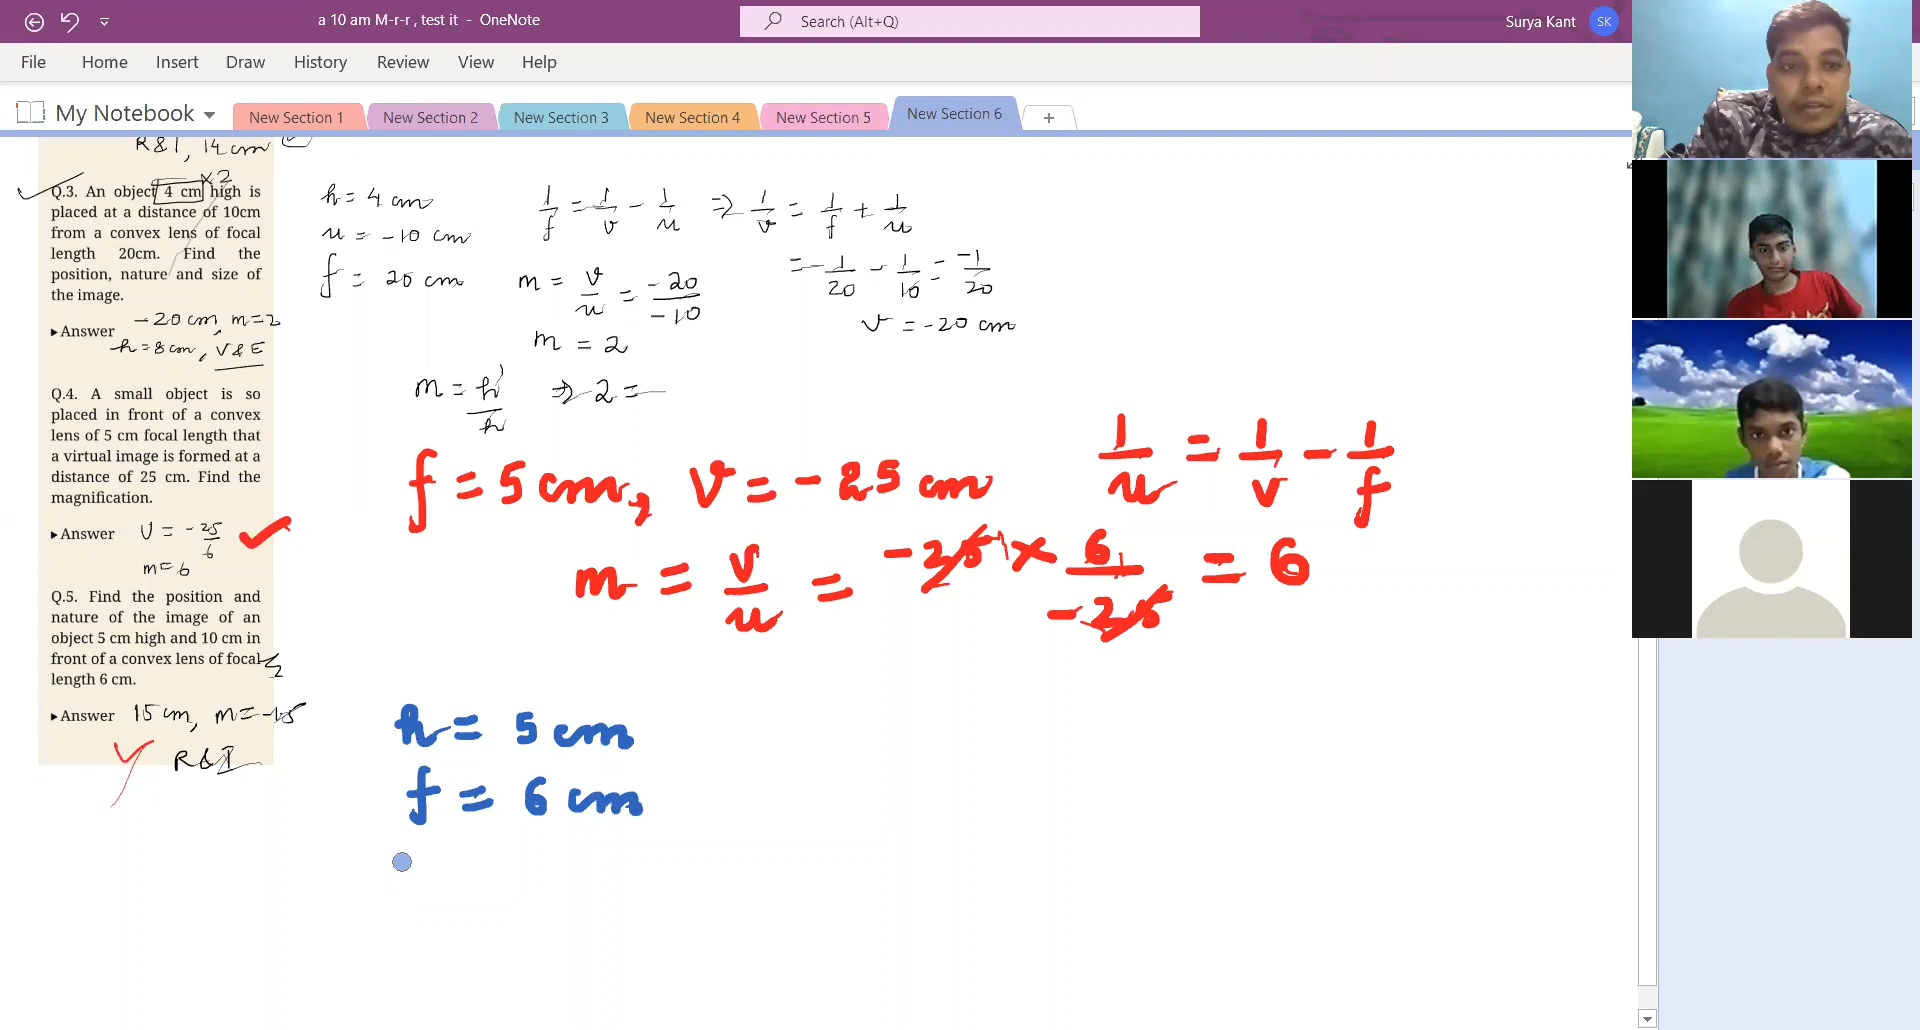 a 10 am M-r-r , test it - OneNote
Search (Alt+Q)
Surya Kant
SK
File Home Insert Draw History Review View Help
My Notebook
New Section 1 New Section 2 New Section 3 New Section 4 New Section 5 New Section 6 +
R & I, 14 cm
×2
Q.3. An object 4 cm high is
placed at a distance of 10cm
from a convex lens of focal
length 20cm. Find the
position, nature and size of
the image.
▸Answer -20 cm, m=2
h=8cm, V & E
Q.4. A small object is so
placed in front of a convex
lens of 5 cm focal length that
a virtual image is formed at a
distance of 25 cm. Find the
magnification.
▸Answer U = -25/6
m=6
Q.5. Find the position and
nature of the image of an
object 5 cm high and 10 cm in
front of a convex lens of focal
length 6 cm.
▸Answer 15 cm, m=-1.5
R & I
h = 4 cm
u = -10 cm
f = 20 cm
1/f = 1/v - 1/u ⇒ 1/v = 1/f + 1/u
= 1/20 - 1/10 = -1/20
v = -20 cm
m = v/u = -20/-10
m = 2
m = h'/h ⇒ 2 =
f = 5 cm, v = -25 cm
1/u = 1/v - 1/f
m = v/u = -25 × 6/-25 = 6
h = 5 cm
f = 6 cm